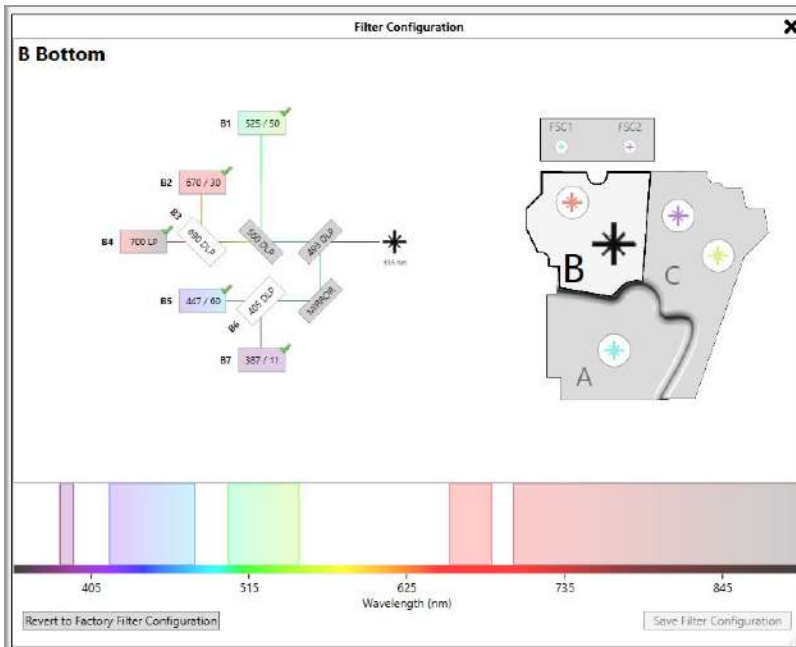 Filter Configuration
B Bottom
B1
525 / 50
B2
670 / 30
B3
690 DLP
B4
700 LP
550 DLP
495 DLP
B5
447 / 60
405 DLP
MIRROR
B6
B7
387 / 11
FSC1
FSC2
B
C
A
405
515
625
735
845
Wavelength (nm)
Revert to Factory Filter Configuration
Save Filter Configuration